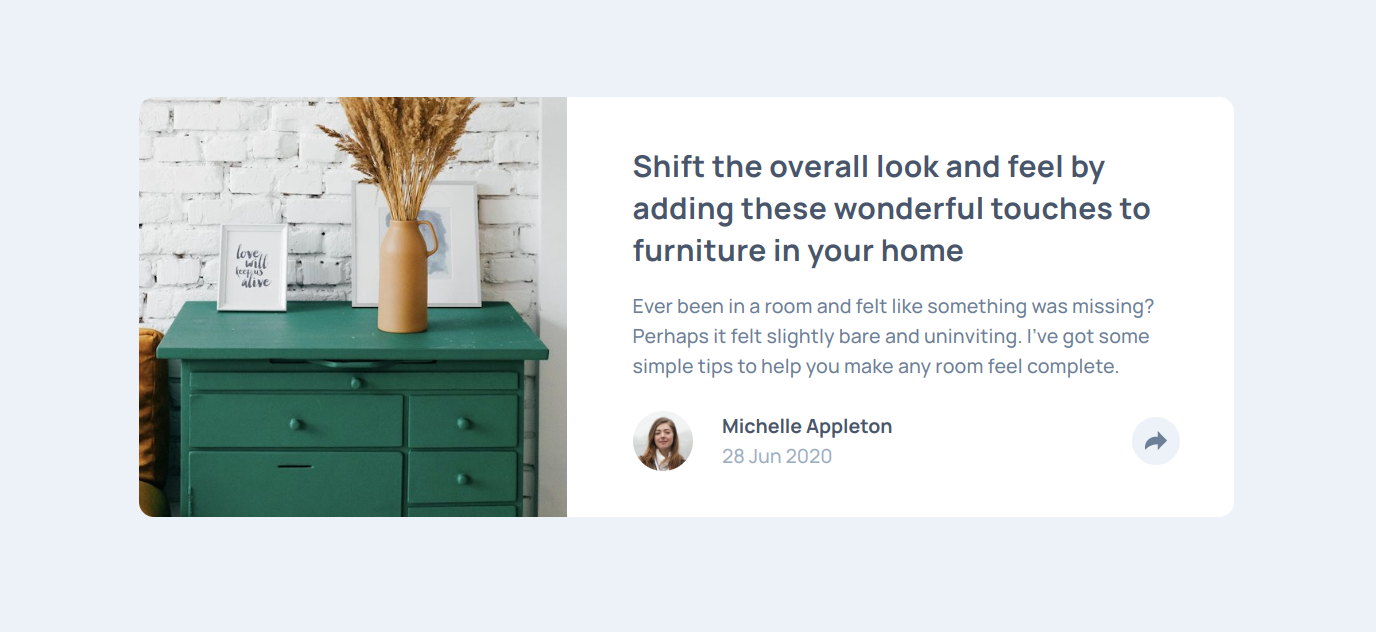 love
will
keep us
alive
Shift the overall look and feel by
adding these wonderful touches to
furniture in your home
Ever been in a room and felt like something was missing?
Perhaps it felt slightly bare and uninviting. I’ve got some
simple tips to help you make any room feel complete.
Michelle Appleton
28 Jun 2020